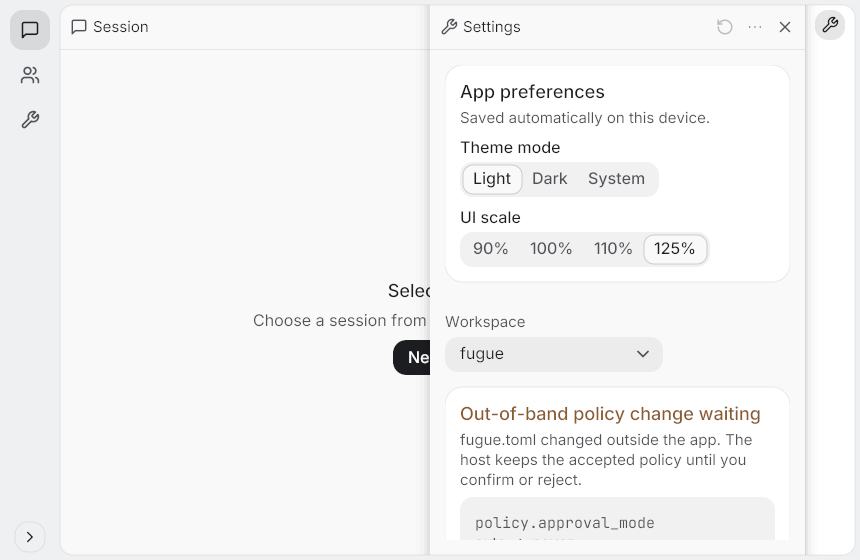 Session
Settings
App preferences
Saved automatically on this device.
Theme mode
Light Dark System
UI scale
90% 100% 110% 125%
Choose a session from
Workspace
fugue
Out-of-band policy change waiting
fugue.toml changed outside the app. The
host keeps the accepted policy until you
confirm or reject.
policy.approval_mode